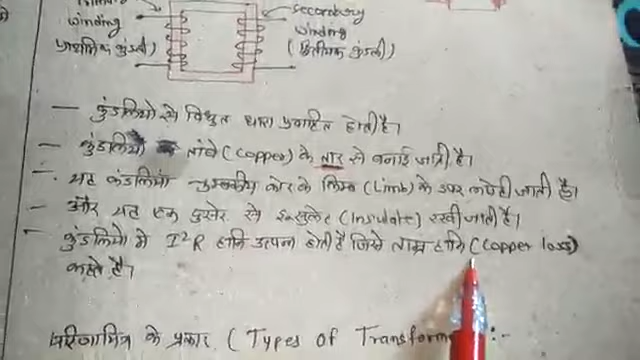 winding
प्राथमिक कुंडली)
Secondary
winding
(द्वितीयक कुंडली)
— कुंडलियो से विधुत धारा प्रवाहित होती है।
— कुंडलियाँ तांबे (Copper) के तार से बनाई जाती है।
— यह कुंडलियाँ चुम्बकीय कोर के लिम्ब (Limb) के उपर लपेटी जाती है।
— और यह एक दुसरे से इन्सुलेट (Insulate) रखी जाती है।
— कुंडलियो में I²R हानि उत्पन्न होती है जिसे ताम्र हानि (Copper loss)
कहते है।
परिणामित्र के प्रकार (Types of Transform :-